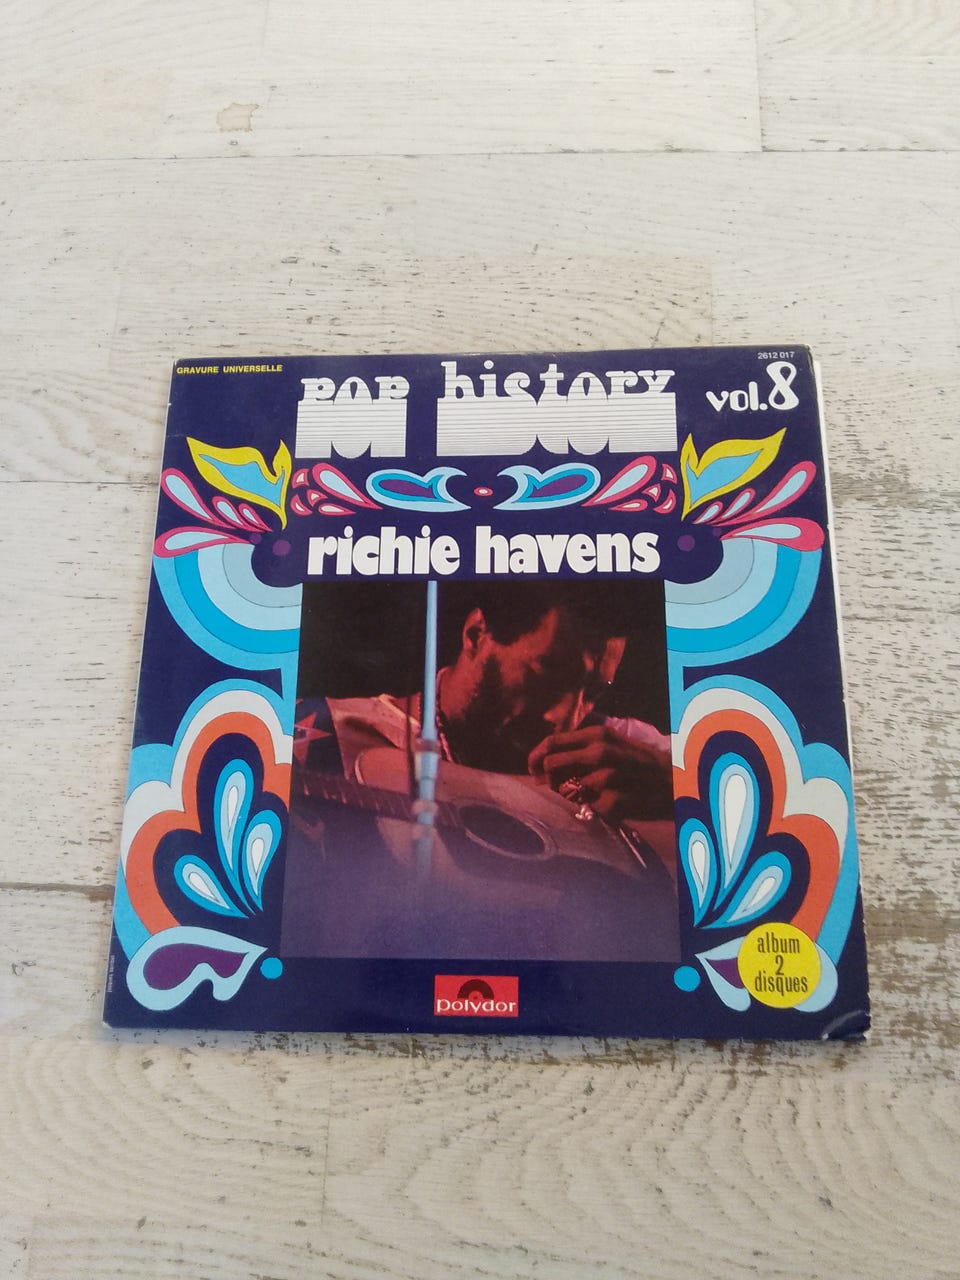 GRAVURE UNIVERSELLE
2612 017
pop history
vol.8
richie havens
album
2
disques
polydor